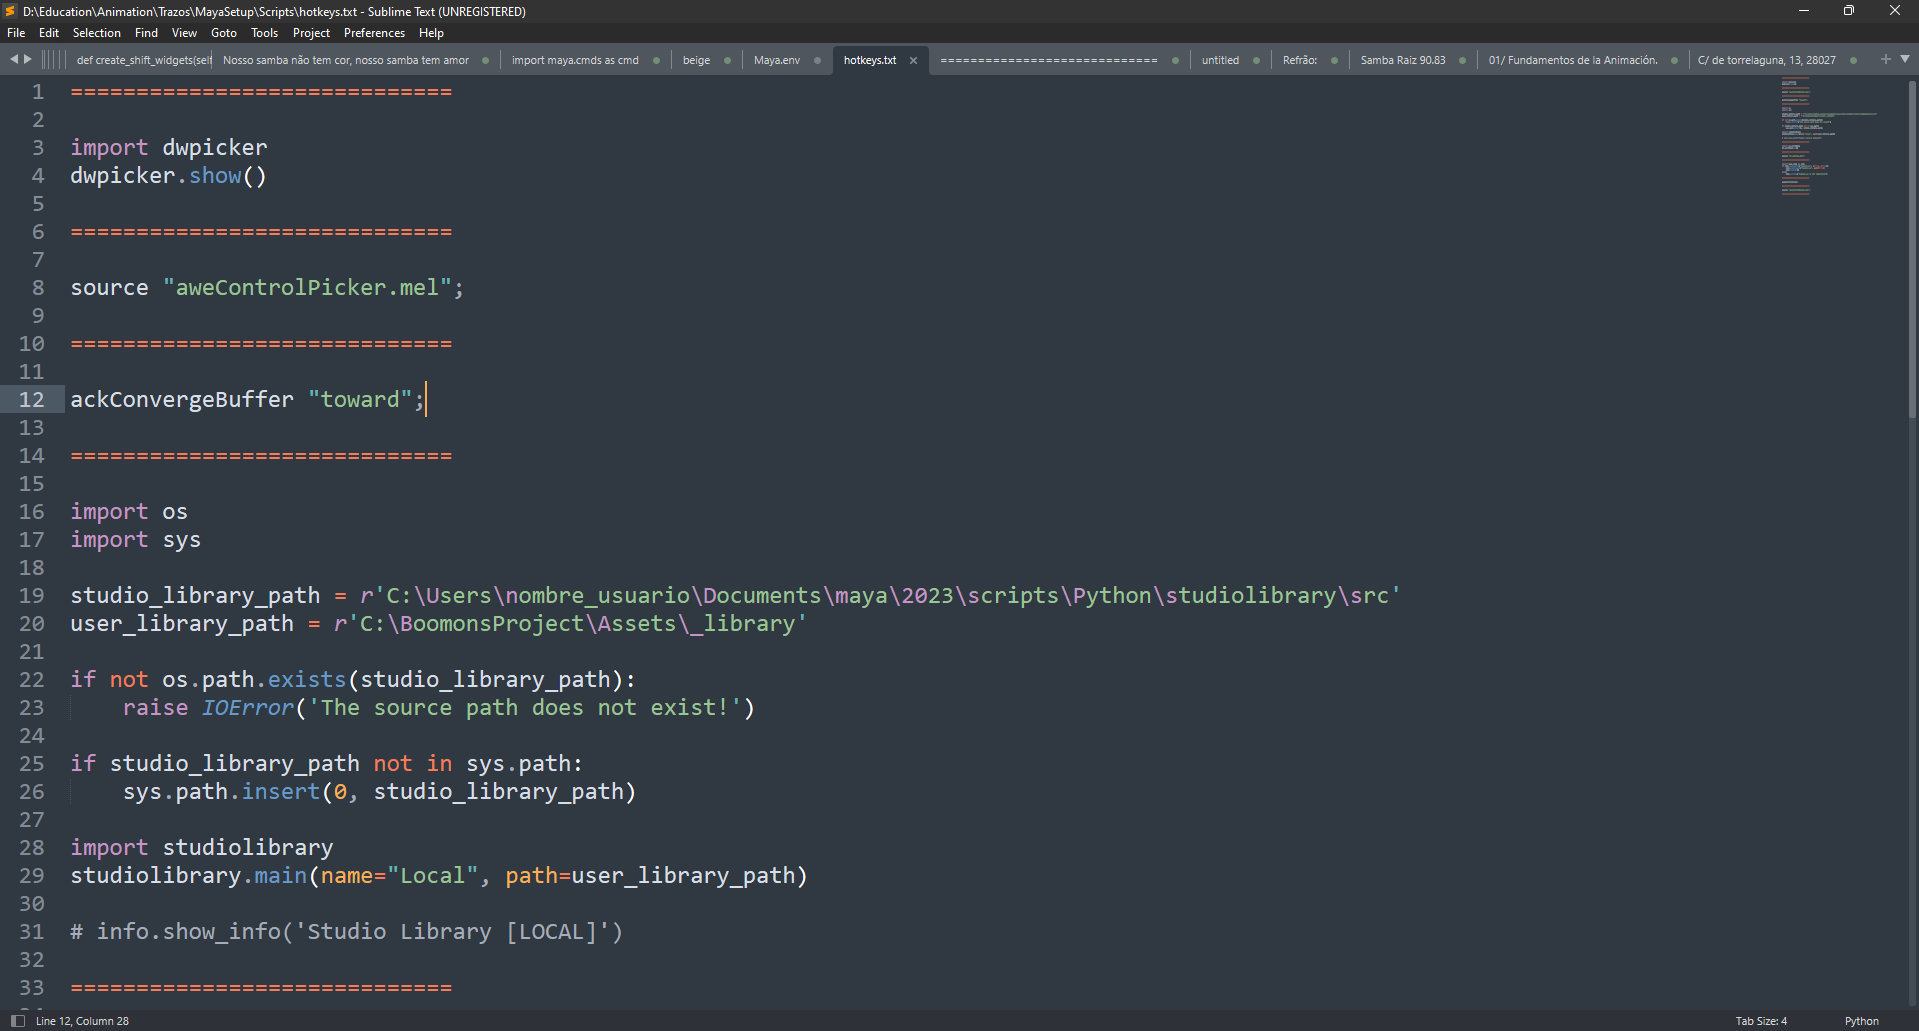 D:\Education\Animation\Trazos\MayaSetup\Scripts\hotkeys.txt - Sublime Text (UNREGISTERED)
File Edit Selection Find View Goto Tools Project Preferences Help
def create_shift_widgets(self Nosso samba não tem cor, nosso samba tem amor import maya.cmds as cmd beige Maya.env hotkeys.txt ============================= untitled Refrão: Samba Raiz 90.83 01/ Fundamentos de la Animación. C/ de torrelaguna, 13, 28027
1 =============================
2
3 import dwpicker
4 dwpicker.show()
5
6 =============================
7
8 source "aweControlPicker.mel";
9
10 =============================
11
12 ackConvergeBuffer "toward";
13
14 =============================
15
16 import os
17 import sys
18
19 studio_library_path = r'C:\Users\nombre_usuario\Documents\maya\2023\scripts\Python\studiolibrary\src'
20 user_library_path = r'C:\BoomonsProject\Assets\_library'
21
22 if not os.path.exists(studio_library_path):
23     raise IOError('The source path does not exist!')
24
25 if studio_library_path not in sys.path:
26     sys.path.insert(0, studio_library_path)
27
28 import studiolibrary
29 studiolibrary.main(name="Local", path=user_library_path)
30
31 # info.show_info('Studio Library [LOCAL]')
32
33 =============================
Line 12, Column 28 Tab Size: 4 Python